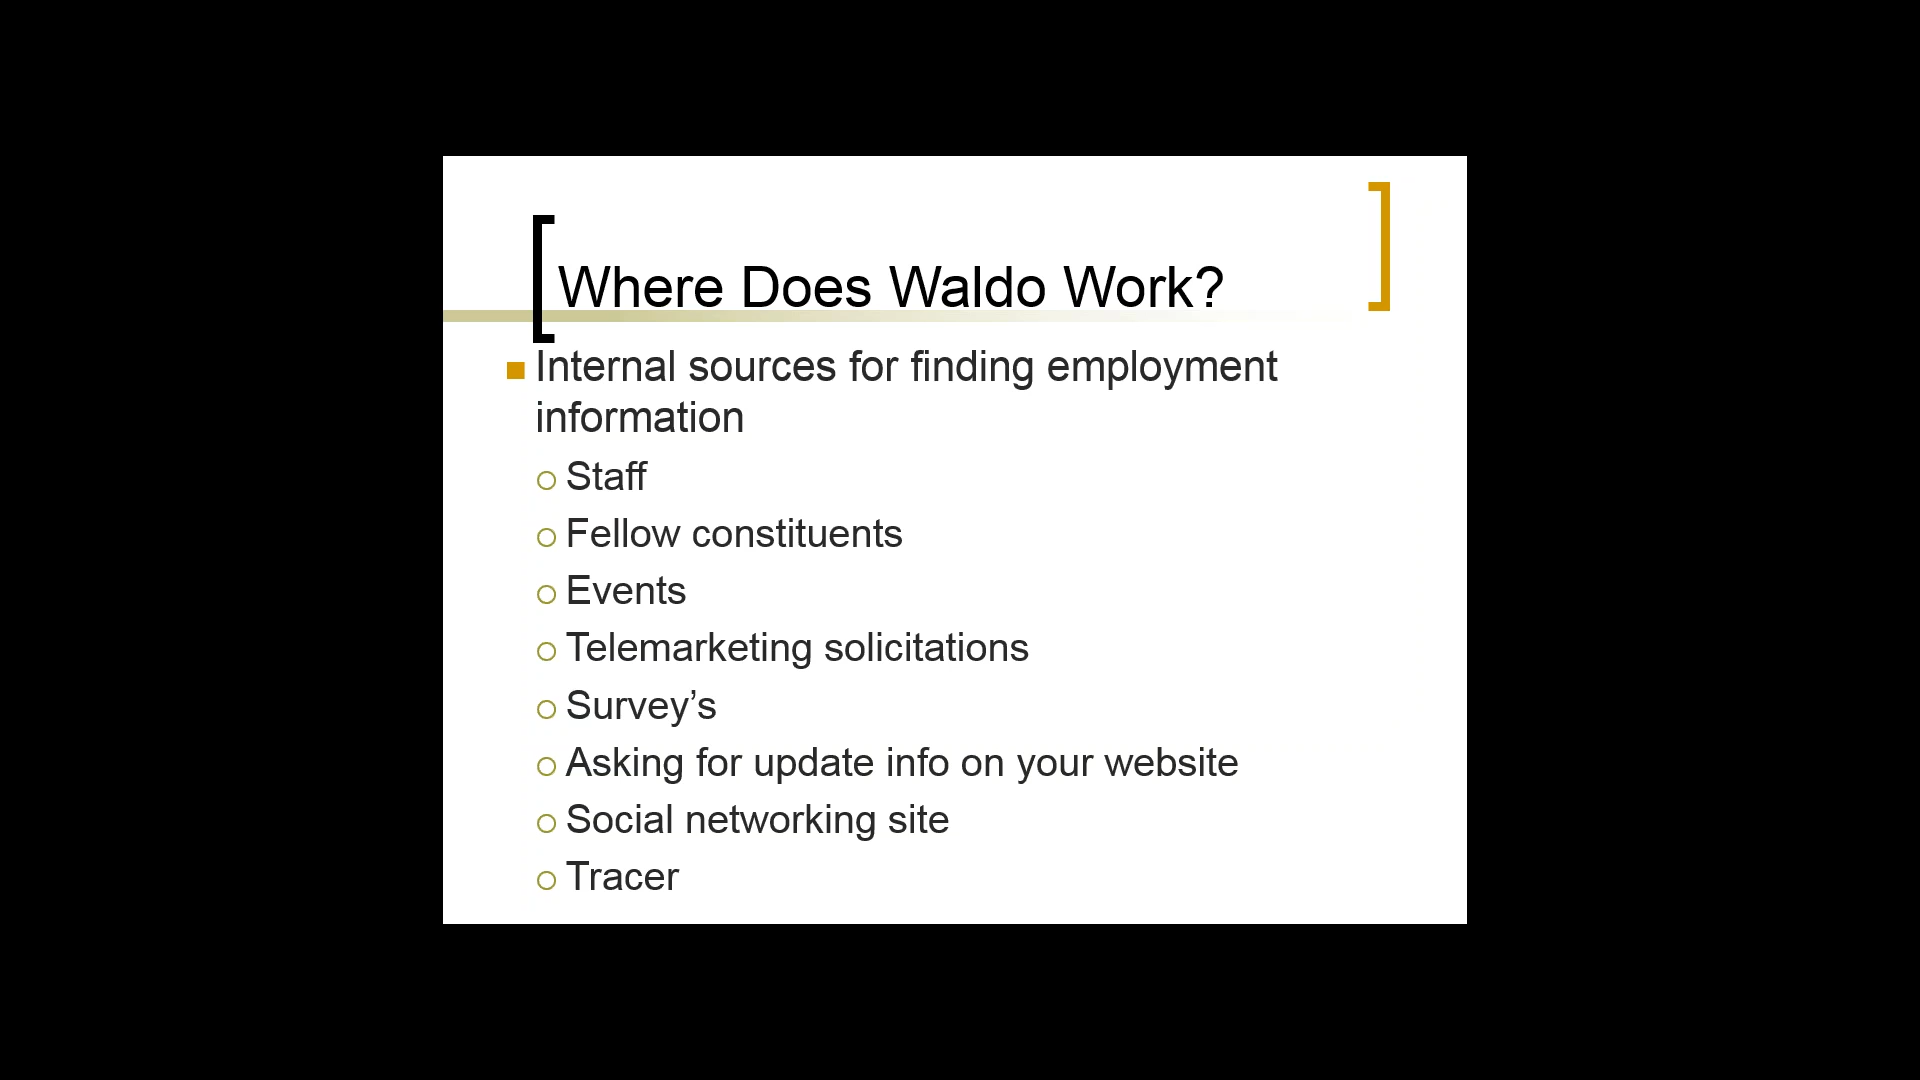 Where Does Waldo Work?
Internal sources for finding employment
information
Staff
Fellow constituents
Events
Telemarketing solicitations
Survey’s
Asking for update info on your website
Social networking site
Tracer